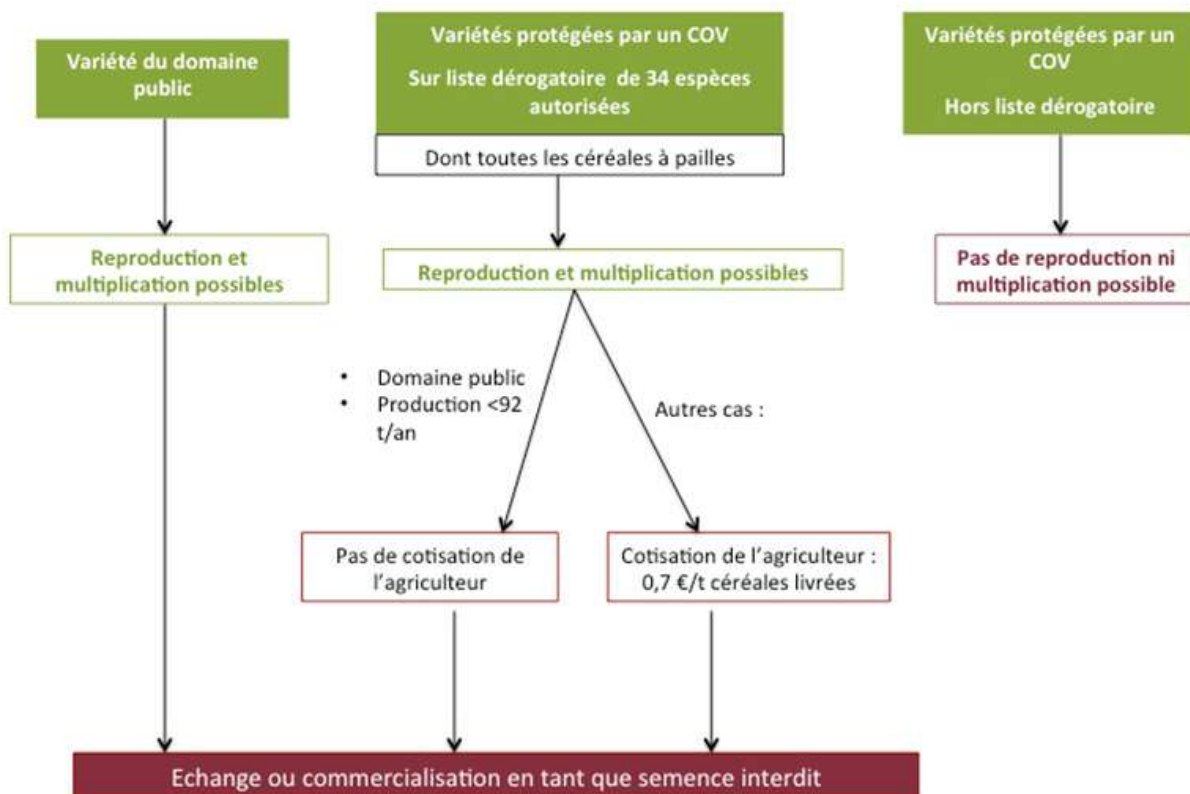 Variété du domaine
public
Variétés protégées par un COV
Sur liste dérogatoire de 34 espèces
autorisées
Dont toutes les céréales à pailles
Variétés protégées par un
COV
Hors liste dérogatoire
Reproduction et
multiplication possibles
Reproduction et multiplication possibles
Pas de reproduction ni
multiplication possible
• Domaine public
• Production <92
t/an
Autres cas :
Pas de cotisation de
l'agriculteur
Cotisation de l'agriculteur :
0,7 €/t céréales livrées
Echange ou commercialisation en tant que semence interdit